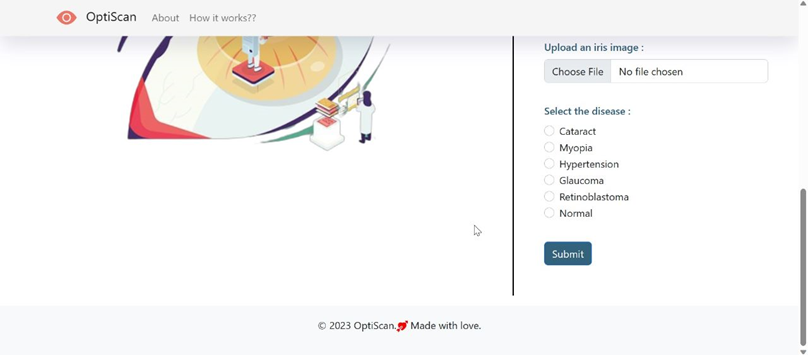 OptiScan About How it works??
Upload an iris image :
Choose File No file chosen
Select the disease :
Cataract
Myopia
Hypertension
Glaucoma
Retinoblastoma
Normal
Submit
© 2023 OptiScan.💘 Made with love.